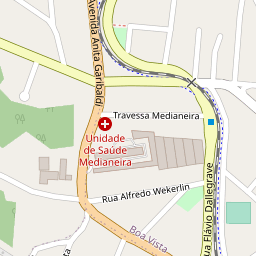 Avenida Anita Garibaldi
Travessa Medianeira
Unidade
de Saúde
Medianeira
Rua Alfredo Wekerlin
Boa Vista
Rua Flávio Dallegrave